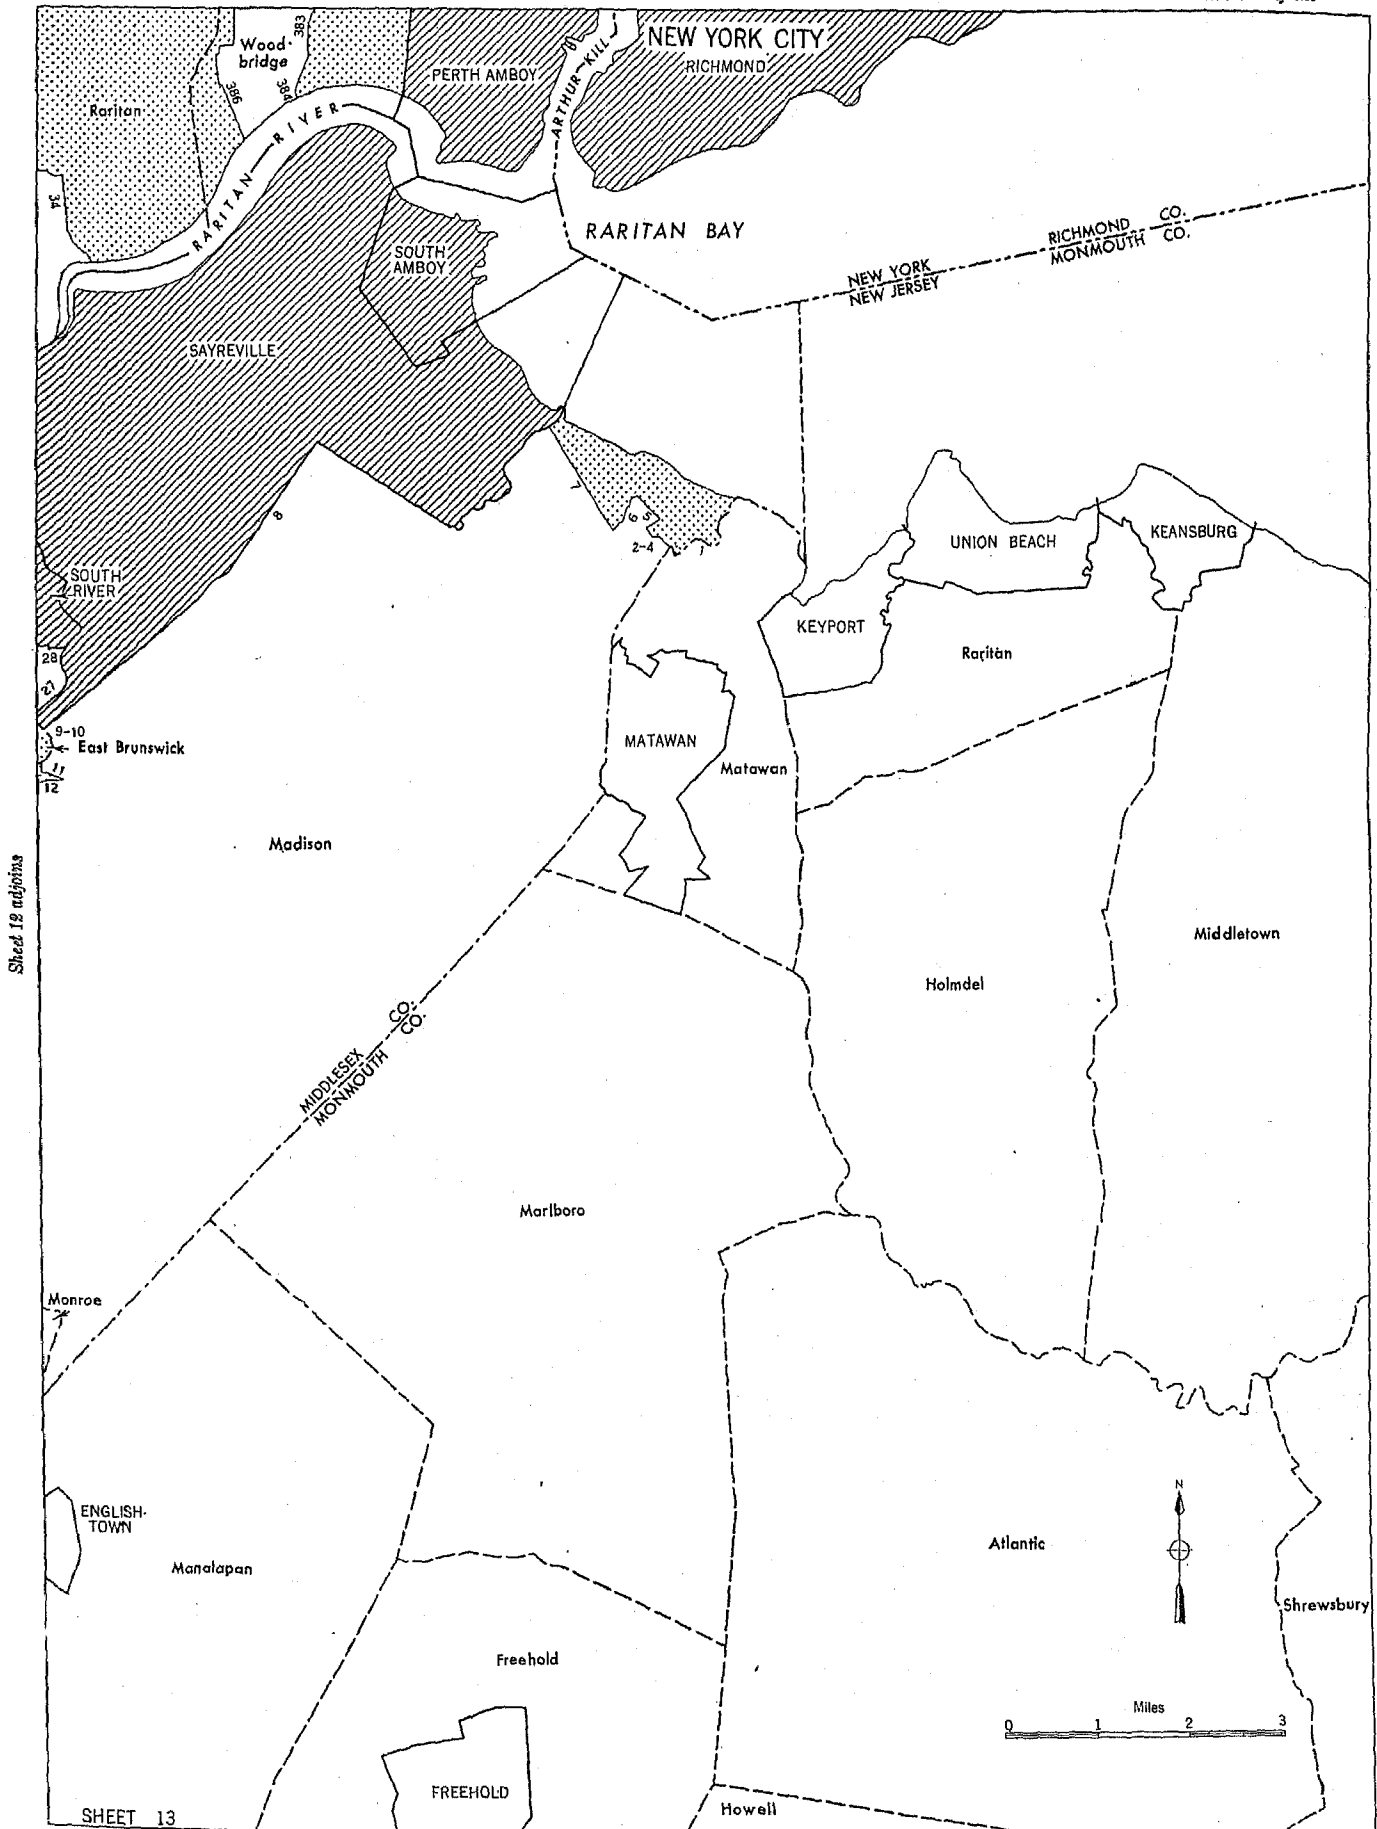 NEW YORK CITY
RICHMOND
Wood-
bridge
383
384
386
PERTH AMBOY
ARTHUR KILL
Raritan
RARITAN RIVER
34
RARITAN BAY
SOUTH
AMBOY
RICHMOND CO.
MONMOUTH CO.
NEW YORK
NEW JERSEY
SAYREVILLE
7
8
6 5
2-4
1
UNION BEACH
KEANSBURG
SOUTH
RIVER
KEYPORT
Raritan
28
27
9-10
East Brunswick
11
12
MATAWAN
Matawan
Madison
Sheet 12 adjoins
Middletown
Holmdel
MIDDLESEX CO.
MONMOUTH CO.
Marlboro
Monroe
N
ENGLISH-
TOWN
Manalapan
Atlantic
Shrewsbury
Freehold
Miles
0 1 2 3
FREEHOLD
Howell
SHEET 13